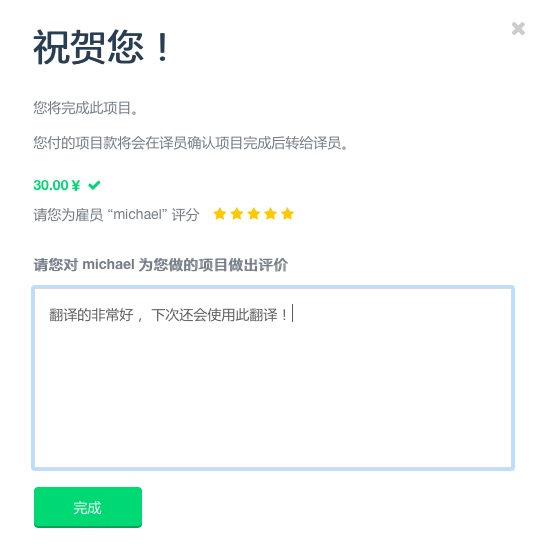 祝贺您！
您将完成此项目。
您付的项目款将会在译员确认项目完成后转给译员。
30.00 ¥
请您为雇员 “michael” 评分
请您对 michael 为您做的项目做出评价
翻译的非常好 ，下次还会使用此翻译！
完成